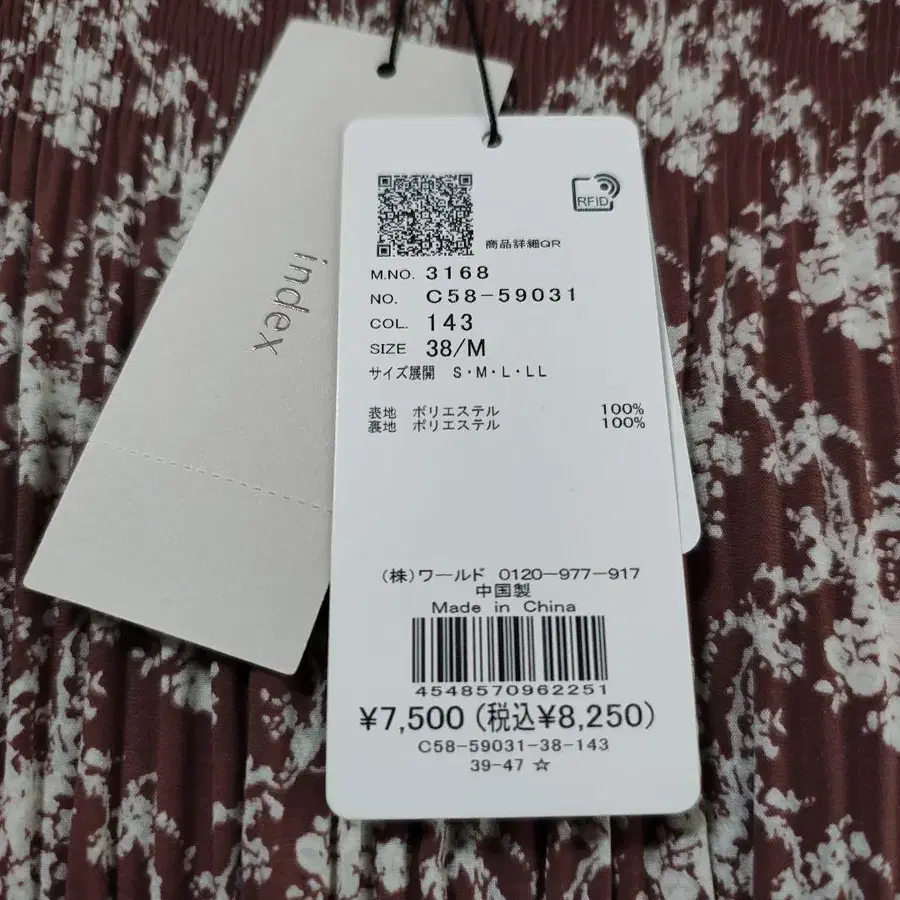 index
RFID
商品詳細QR
M.NO. 3168
NO. C58-59031
COL. 143
SIZE 38/M
サイズ展開 S・M・L・LL
表地 ポリエステル 100%
裏地 ポリエステル 100%
(株)ワールド 0120-977-917
中国製
Made in China
4548570962251
¥7,500(税込¥8,250)
C58-59031-38-143
39-47 ☆